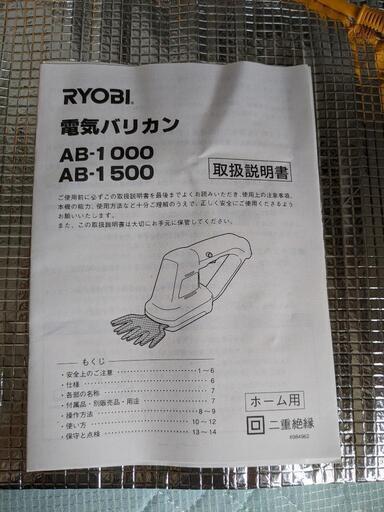 RYOBI®
電気バリカン
AB-1000
AB-1500
取扱説明書
ご使用前に必ずこの取扱説明書を最後までよくお読みいただき、使用上の注意事項、
本機の能力、使用方法など十分ご理解のうえで、正しく安全にご使用くださるよう
お願いいたします。
また、この取扱説明書は大切にお手元に保管してください。
もくじ
・安全上のご注意 1～6
・仕様 6
・各部の名称 7
・付属品・別販売品・用途 7
・操作方法 8～9
・使い方 10～12
・保守と点検 13～14
ホーム用
二重絶縁
6984962